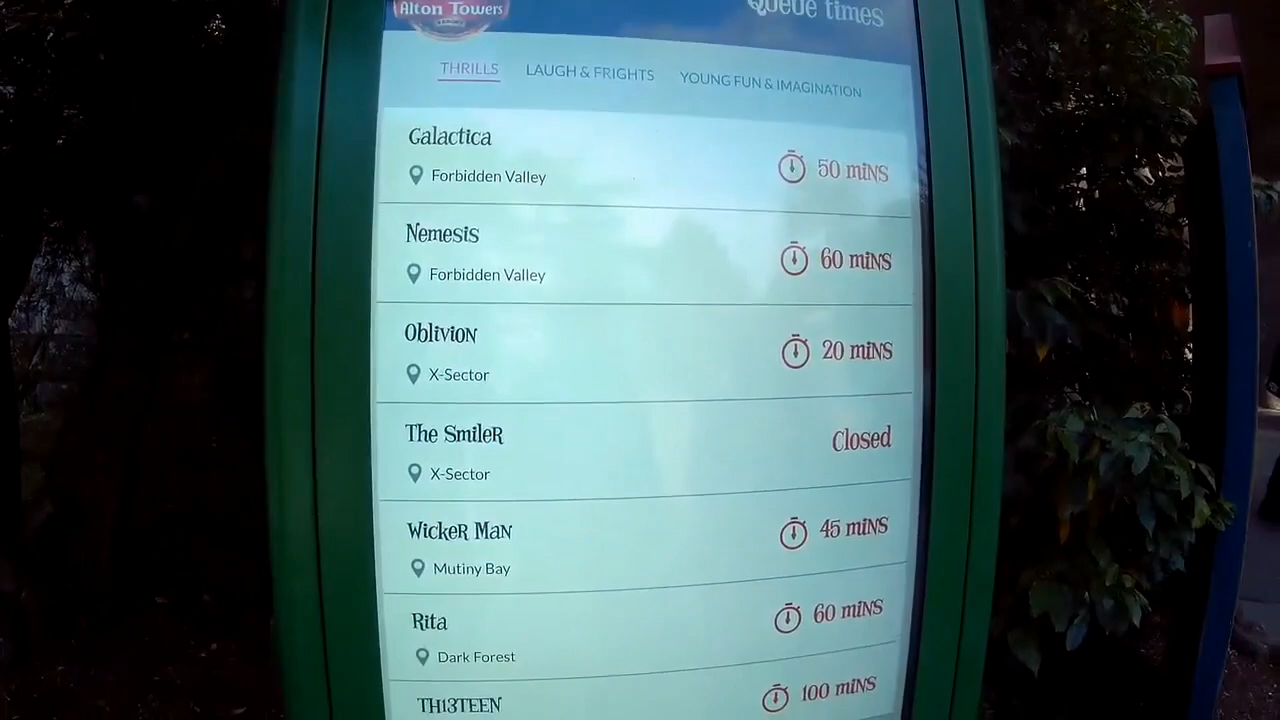 Alton Towers
Queue times
THRILLS LAUGH & FRIGHTS YOUNG FUN & IMAGINATION
Galactica
Forbidden Valley
50 mins
Nemesis
Forbidden Valley
60 mins
Oblivion
X-Sector
20 mins
The Smiler
X-Sector
Closed
Wicker Man
Mutiny Bay
45 mins
Rita
Dark Forest
60 mins
TH13TEEN
100 mins